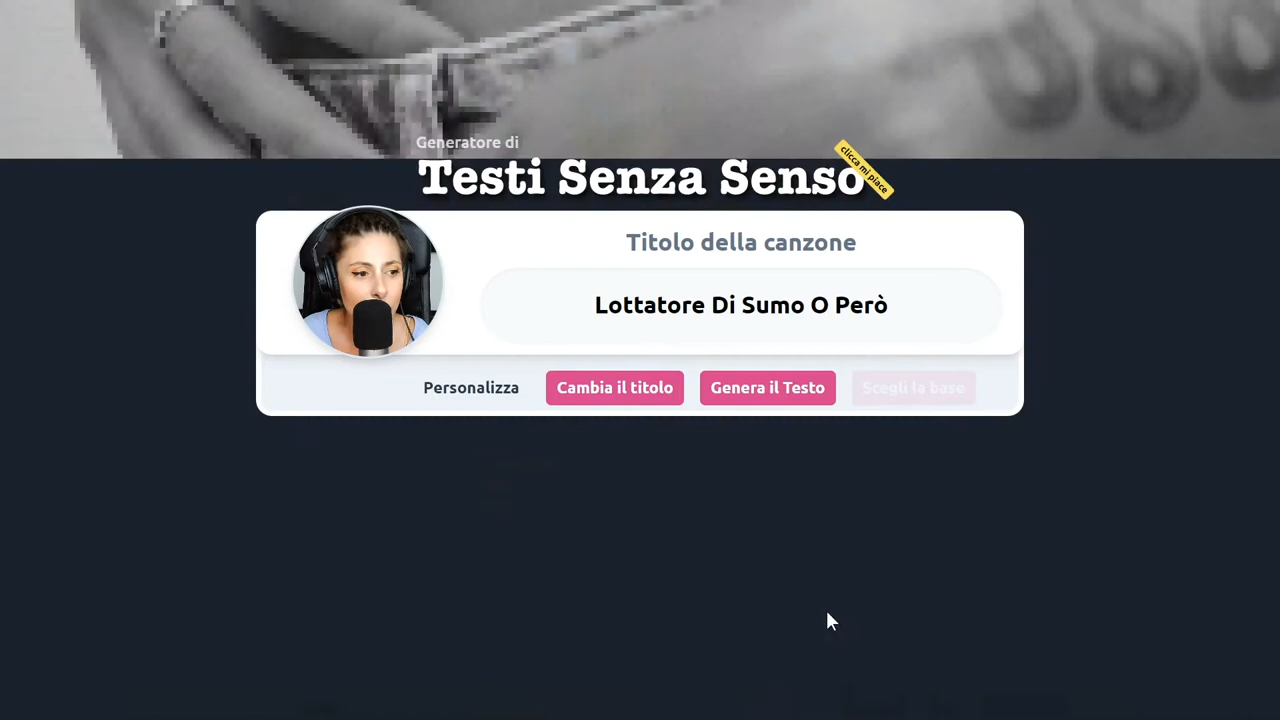 Generatore di
Testi Senza Senso
clicca mi piace
Titolo della canzone
Lottatore Di Sumo O Però
Personalizza
Cambia il titolo
Genera il Testo
Scegli la base